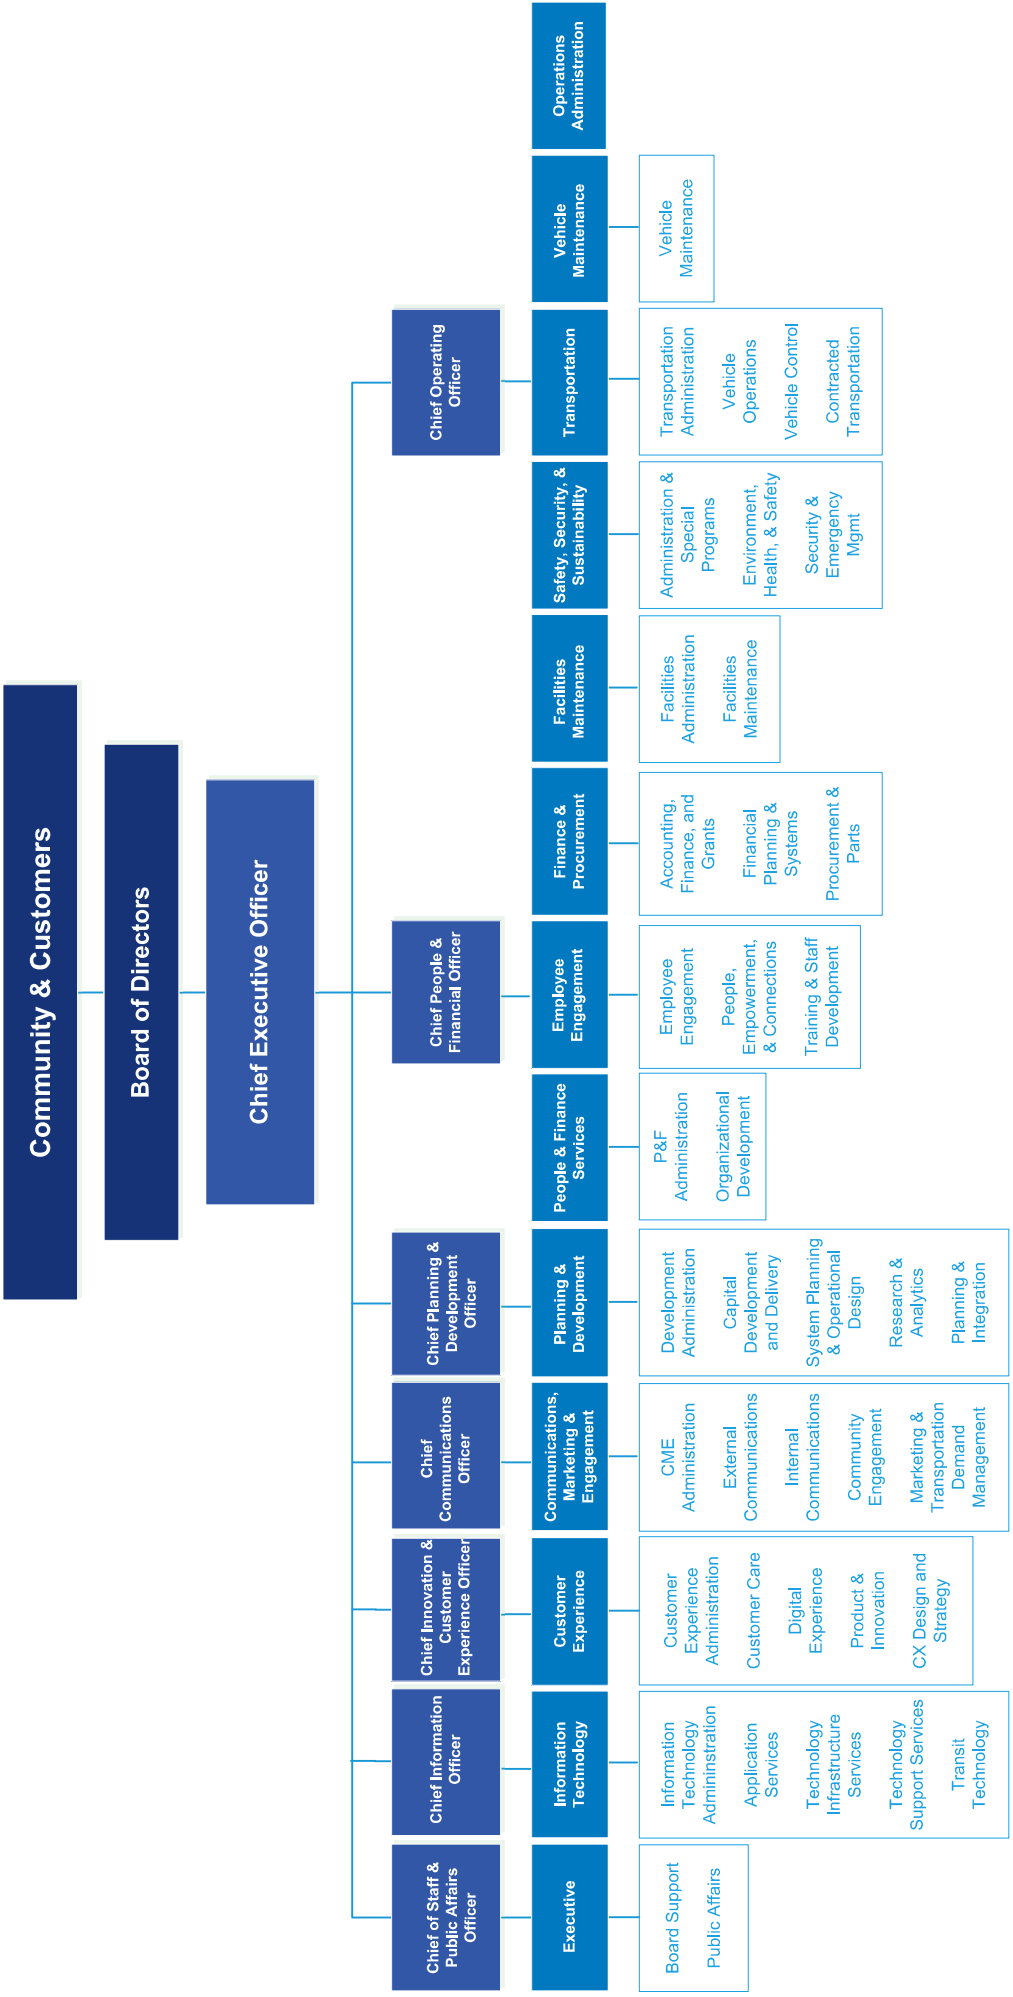 Community & Customers
Board of Directors
Chief Executive Officer
Chief of Staff &
Public Affairs
Officer
Chief Information
Officer
Chief Innovation &
Customer
Experience Officer
Chief
Communications
Officer
Chief Planning &
Development
Officer
Chief People &
Financial Officer
Chief Operating
Officer
Executive
Information
Technology
Customer
Experience
Communications,
Marketing &
Engagement
Planning &
Development
People & Finance
Services
Employee
Engagement
Finance &
Procurement
Facilities
Maintenance
Safety, Security, &
Sustainability
Transportation
Vehicle
Maintenance
Operations
Administration
Board Support
Public Affairs
Information
Technology
Admininstration
Application
Services
Technology
Infrastructure
Services
Technology
Support Services
Transit
Technology
Customer
Experience
Administration
Customer Care
Digital
Experience
Product &
Innovation
CX Design and
Strategy
CME
Administration
External
Communications
Internal
Communications
Community
Engagement
Marketing &
Transportation
Demand
Management
Development
Administration
Capital
Development
and Delivery
System Planning
& Operational
Design
Research &
Analytics
Planning &
Integration
P&F
Administration
Organizational
Development
Employee
Engagement
People,
Empowerment,
& Connections
Training & Staff
Development
Accounting,
Finance, and
Grants
Financial
Planning &
Systems
Procurement &
Parts
Facilities
Administration
Facilities
Maintenance
Administration &
Special
Programs
Environment,
Health, & Safety
Security &
Emergency
Mgmt
Transportation
Administration
Vehicle
Operations
Vehicle Control
Contracted
Transportation
Vehicle
Maintenance